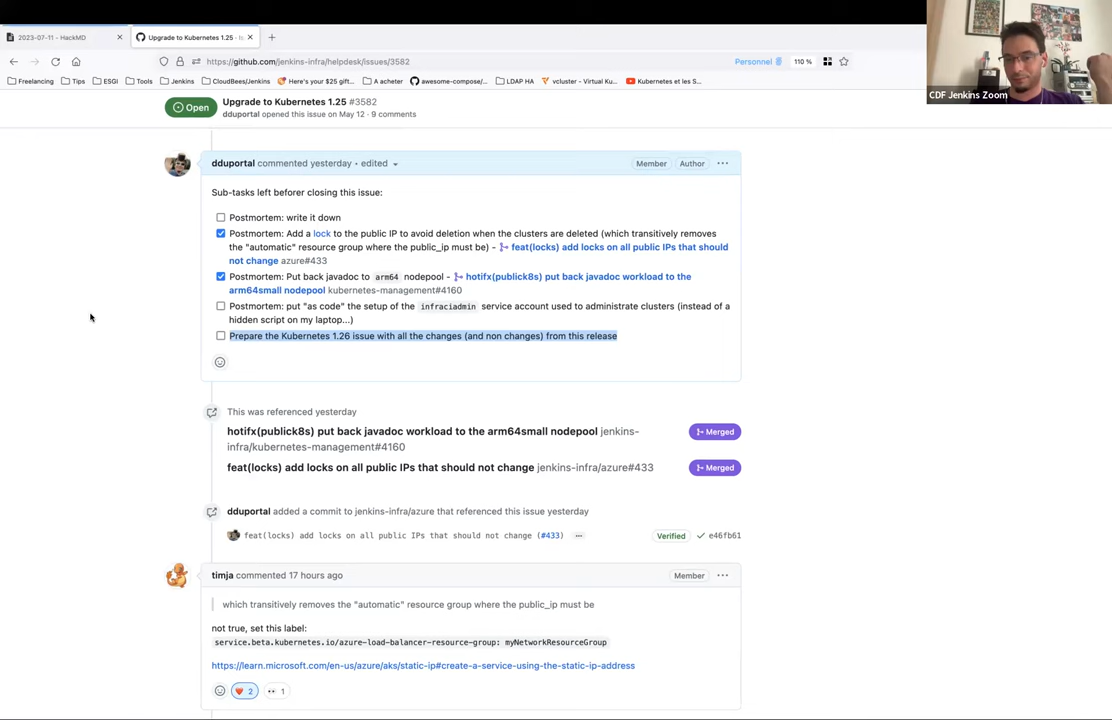 2023-07-11 - HackMD
Upgrade to Kubernetes 1.25 · Is
https://github.com/jenkins-infra/helpdesk/issues/3582
Personnel
110 %
Freelancing
Tips
ESGI
Tools
Jenkins
CloudBees/Jenkins
Here's your $25 gift...
A acheter
awesome-compose/...
LDAP HA
vcluster - Virtual Ku...
Kubernetes et les S...
CDF Jenkins Zoom
Open
Upgrade to Kubernetes 1.25 #3582
dduportal opened this issue on May 12 · 9 comments
dduportal commented yesterday • edited
Member
Author
Sub-tasks left beforer closing this issue:
Postmortem: write it down
Postmortem: Add a lock to the public IP to avoid deletion when the clusters are deleted (which transitively removes
the "automatic" resource group where the public_ip must be) - feat(locks) add locks on all public IPs that should
not change azure#433
Postmortem: Put back javadoc to arm64 nodepool - hotifx(publick8s) put back javadoc workload to the
arm64small nodepool kubernetes-management#4160
Postmortem: put "as code" the setup of the infraciadmin service account used to administrate clusters (instead of a
hidden script on my laptop...)
Prepare the Kubernetes 1.26 issue with all the changes (and non changes) from this release
This was referenced yesterday
hotifx(publick8s) put back javadoc workload to the arm64small nodepool jenkins-
infra/kubernetes-management#4160
Merged
feat(locks) add locks on all public IPs that should not change jenkins-infra/azure#433
Merged
dduportal added a commit to jenkins-infra/azure that referenced this issue yesterday
feat(locks) add locks on all public IPs that should not change (#433) ...
Verified
e46fb61
timja commented 17 hours ago
Member
which transitively removes the "automatic" resource group where the public_ip must be
not true, set this label:
service.beta.kubernetes.io/azure-load-balancer-resource-group: myNetworkResourceGroup
https://learn.microsoft.com/en-us/azure/aks/static-ip#create-a-service-using-the-static-ip-address
2
1